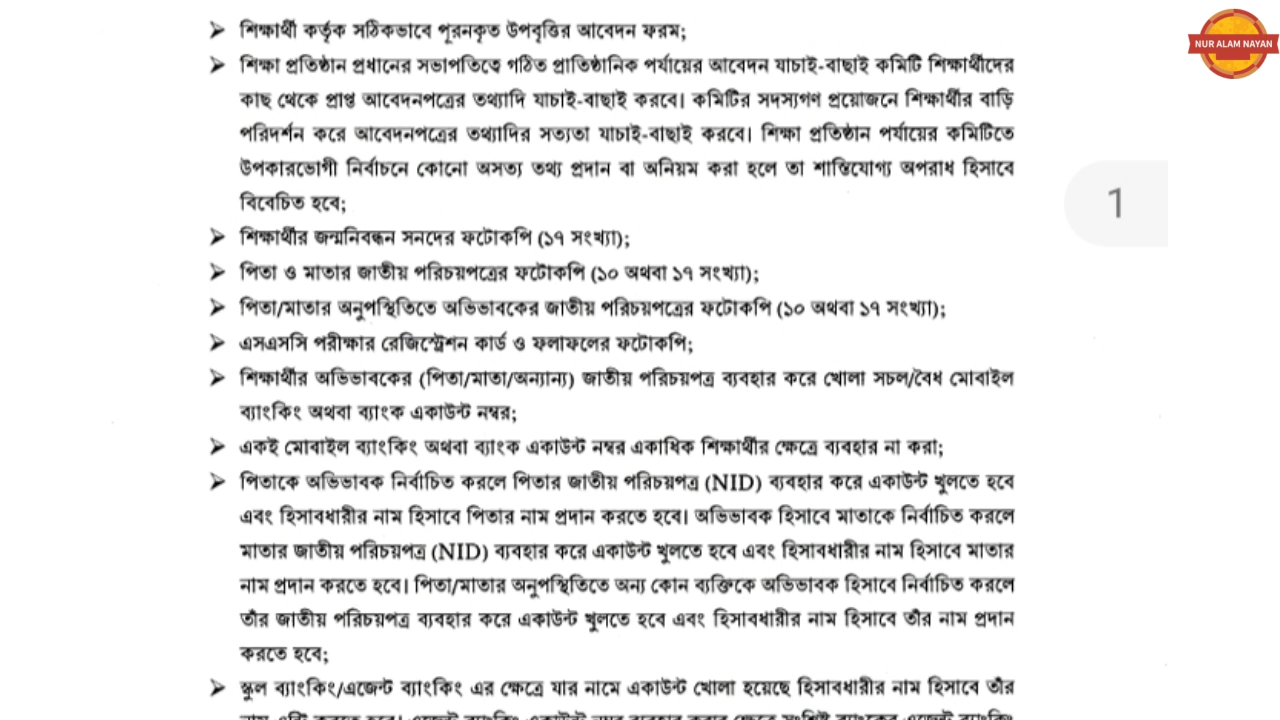 ➢ শিক্ষার্থী কর্তৃক সঠিকভাবে পূরনকৃত উপবৃত্তির আবেদন ফরম;
NUR ALAM NAYAN
➢ শিক্ষা প্রতিষ্ঠান প্রধানের সভাপতিত্বে গঠিত প্রাতিষ্ঠানিক পর্যায়ের আবেদন যাচাই-বাছাই কমিটি শিক্ষার্থীদের
কাছ থেকে প্রাপ্ত আবেদনপত্রের তথ্যাদি যাচাই-বাছাই করবে। কমিটির সদস্যগণ প্রয়োজনে শিক্ষার্থীর বাড়ি
পরিদর্শন করে আবেদনপত্রের তথ্যাদির সত্যতা যাচাই-বাছাই করবে। শিক্ষা প্রতিষ্ঠান পর্যায়ের কমিটিতে
উপকারভোগী নির্বাচনে কোনো অসত্য তথ্য প্রদান বা অনিয়ম করা হলে তা শাস্তিযোগ্য অপরাধ হিসাবে
বিবেচিত হবে;
1
➢ শিক্ষার্থীর জন্মনিবন্ধন সনদের ফটোকপি (১৭ সংখ্যা);
➢ পিতা ও মাতার জাতীয় পরিচয়পত্রের ফটোকপি (১০ অথবা ১৭ সংখ্যা);
➢ পিতা/মাতার অনুপস্থিতিতে অভিভাবকের জাতীয় পরিচয়পত্রের ফটোকপি (১০ অথবা ১৭ সংখ্যা);
➢ এসএসসি পরীক্ষার রেজিস্ট্রেশন কার্ড ও ফলাফলের ফটোকপি;
➢ শিক্ষার্থীর অভিভাবকের (পিতা/মাতা/অন্যান্য) জাতীয় পরিচয়পত্র ব্যবহার করে খোলা সচল/বৈধ মোবাইল
ব্যাংকিং অথবা ব্যাংক একাউন্ট নম্বর;
➢ একই মোবাইল ব্যাংকিং অথবা ব্যাংক একাউন্ট নম্বর একাধিক শিক্ষার্থীর ক্ষেত্রে ব্যবহার না করা;
➢ পিতাকে অভিভাবক নির্বাচিত করলে পিতার জাতীয় পরিচয়পত্র (NID) ব্যবহার করে একাউন্ট খুলতে হবে
এবং হিসাবধারীর নাম হিসাবে পিতার নাম প্রদান করতে হবে। অভিভাবক হিসাবে মাতাকে নির্বাচিত করলে
মাতার জাতীয় পরিচয়পত্র (NID) ব্যবহার করে একাউন্ট খুলতে হবে এবং হিসাবধারীর নাম হিসাবে মাতার
নাম প্রদান করতে হবে। পিতা/মাতার অনুপস্থিতিতে অন্য কোন ব্যক্তিকে অভিভাবক হিসাবে নির্বাচিত করলে
তাঁর জাতীয় পরিচয়পত্র ব্যবহার করে একাউন্ট খুলতে হবে এবং হিসাবধারীর নাম হিসাবে তাঁর নাম প্রদান
করতে হবে;
➢ স্কুল ব্যাংকিং/এজেন্ট ব্যাংকিং এর ক্ষেত্রে যার নামে একাউন্ট খোলা হয়েছে হিসাবধারীর নাম হিসাবে তাঁর